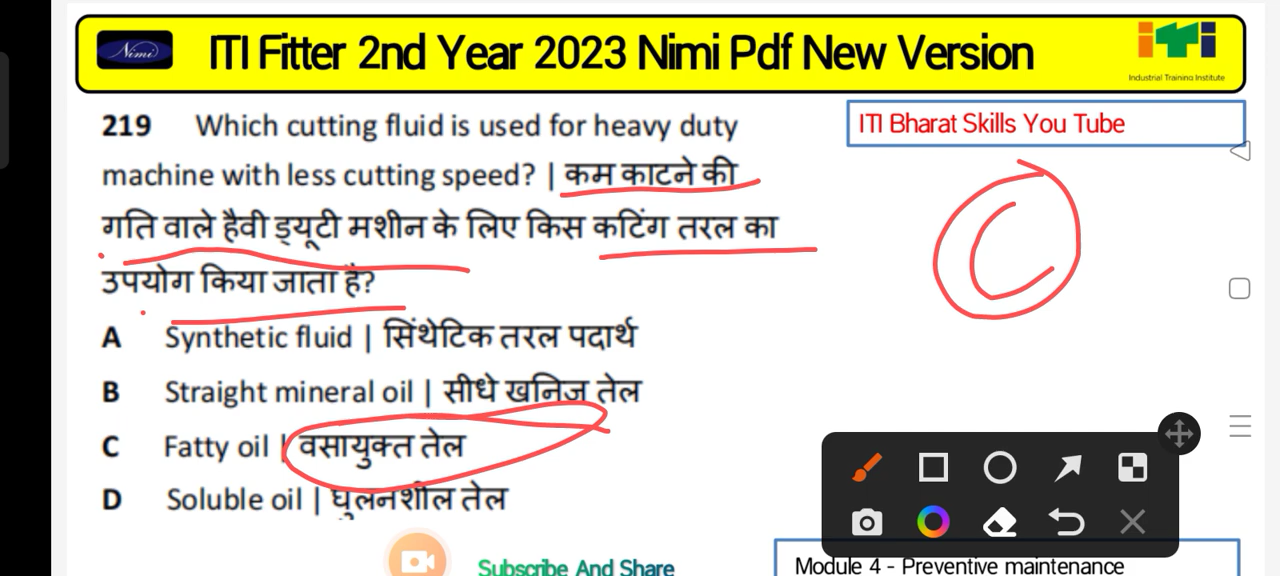 Nimi
ITI Fitter 2nd Year 2023 Nimi Pdf New Version
iTi
Industrial Training Institute
219 Which cutting fluid is used for heavy duty
machine with less cutting speed? | कम काटने की
गति वाले हैवी ड्यूटी मशीन के लिए किस कटिंग तरल का
उपयोग किया जाता है?
ITI Bharat Skills You Tube
C
A Synthetic fluid | सिंथेटिक तरल पदार्थ
B Straight mineral oil | सीधे खनिज तेल
C Fatty oil | वसायुक्त तेल
D Soluble oil | घुलनशील तेल
Subscribe And Share
Module 4 - Preventive maintenance